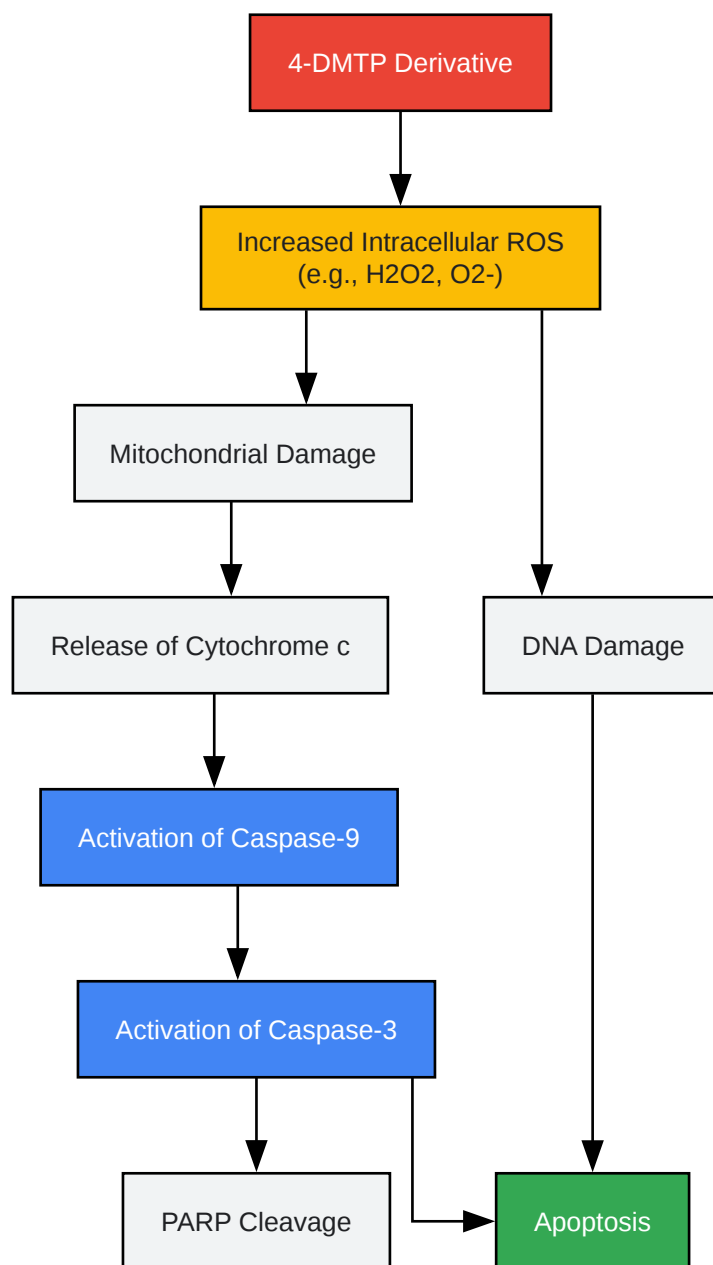 4-DMTP Derivative
Increased Intracellular ROS
(e.g., H2O2, O2-)
Mitochondrial Damage
Release of Cytochrome c
DNA Damage
Activation of Caspase-9
Activation of Caspase-3
PARP Cleavage
Apoptosis